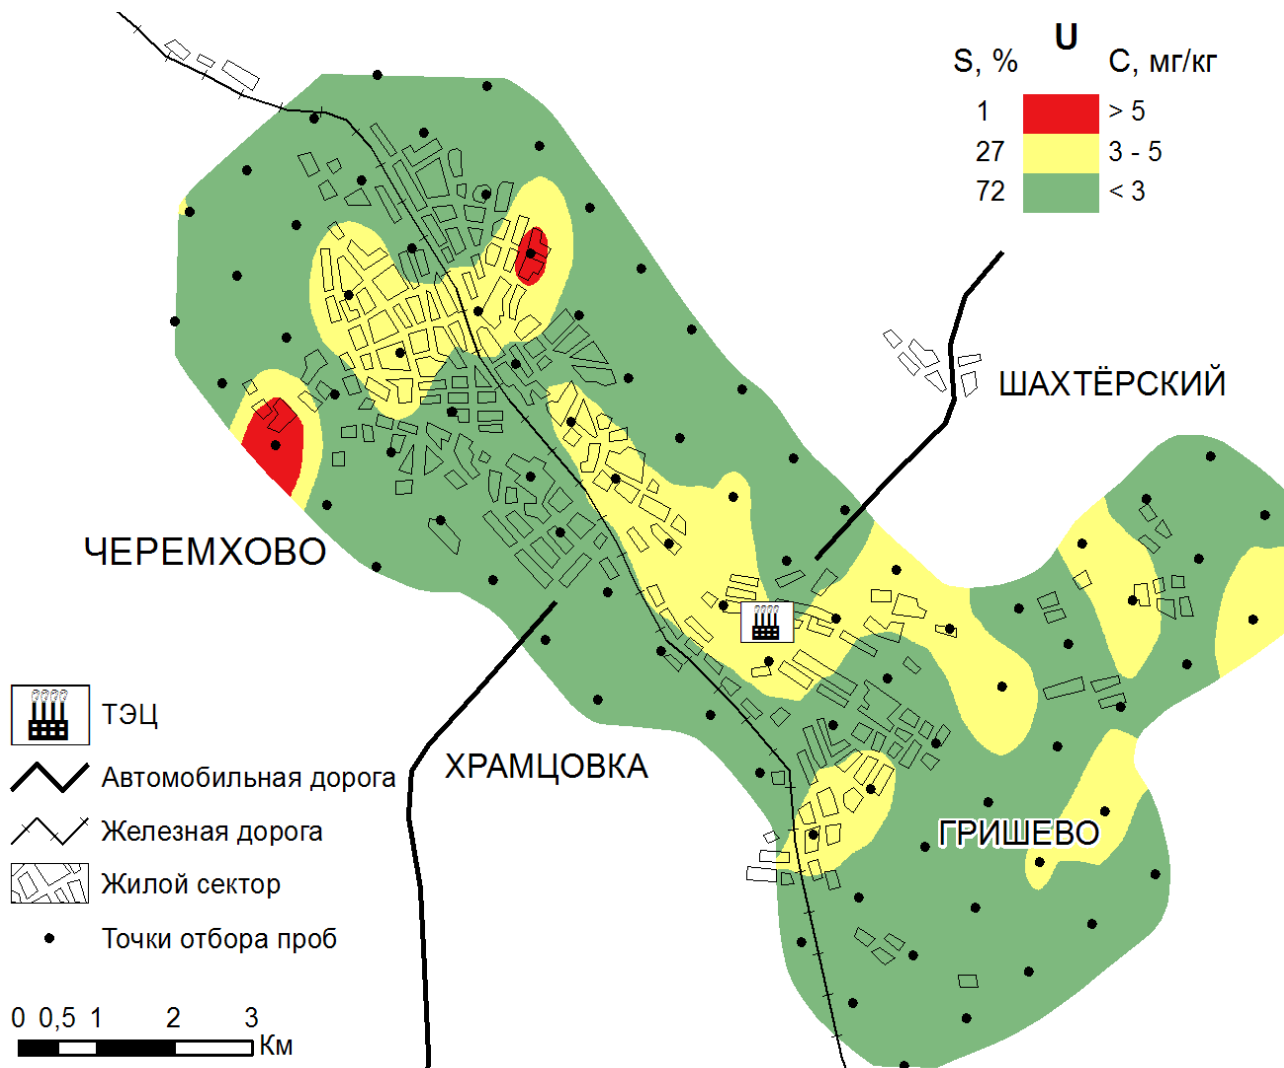 U
S, % C, мг/кг
1 > 5
27 3 - 5
72 < 3
ШАХТЁРСКИЙ
ЧЕРЕМХОВО
ХРАМЦОВКА
ГРИШЕВО
ТЭЦ
Автомобильная дорога
Железная дорога
Жилой сектор
Точки отбора проб
0 0,5 1 2 3
Км